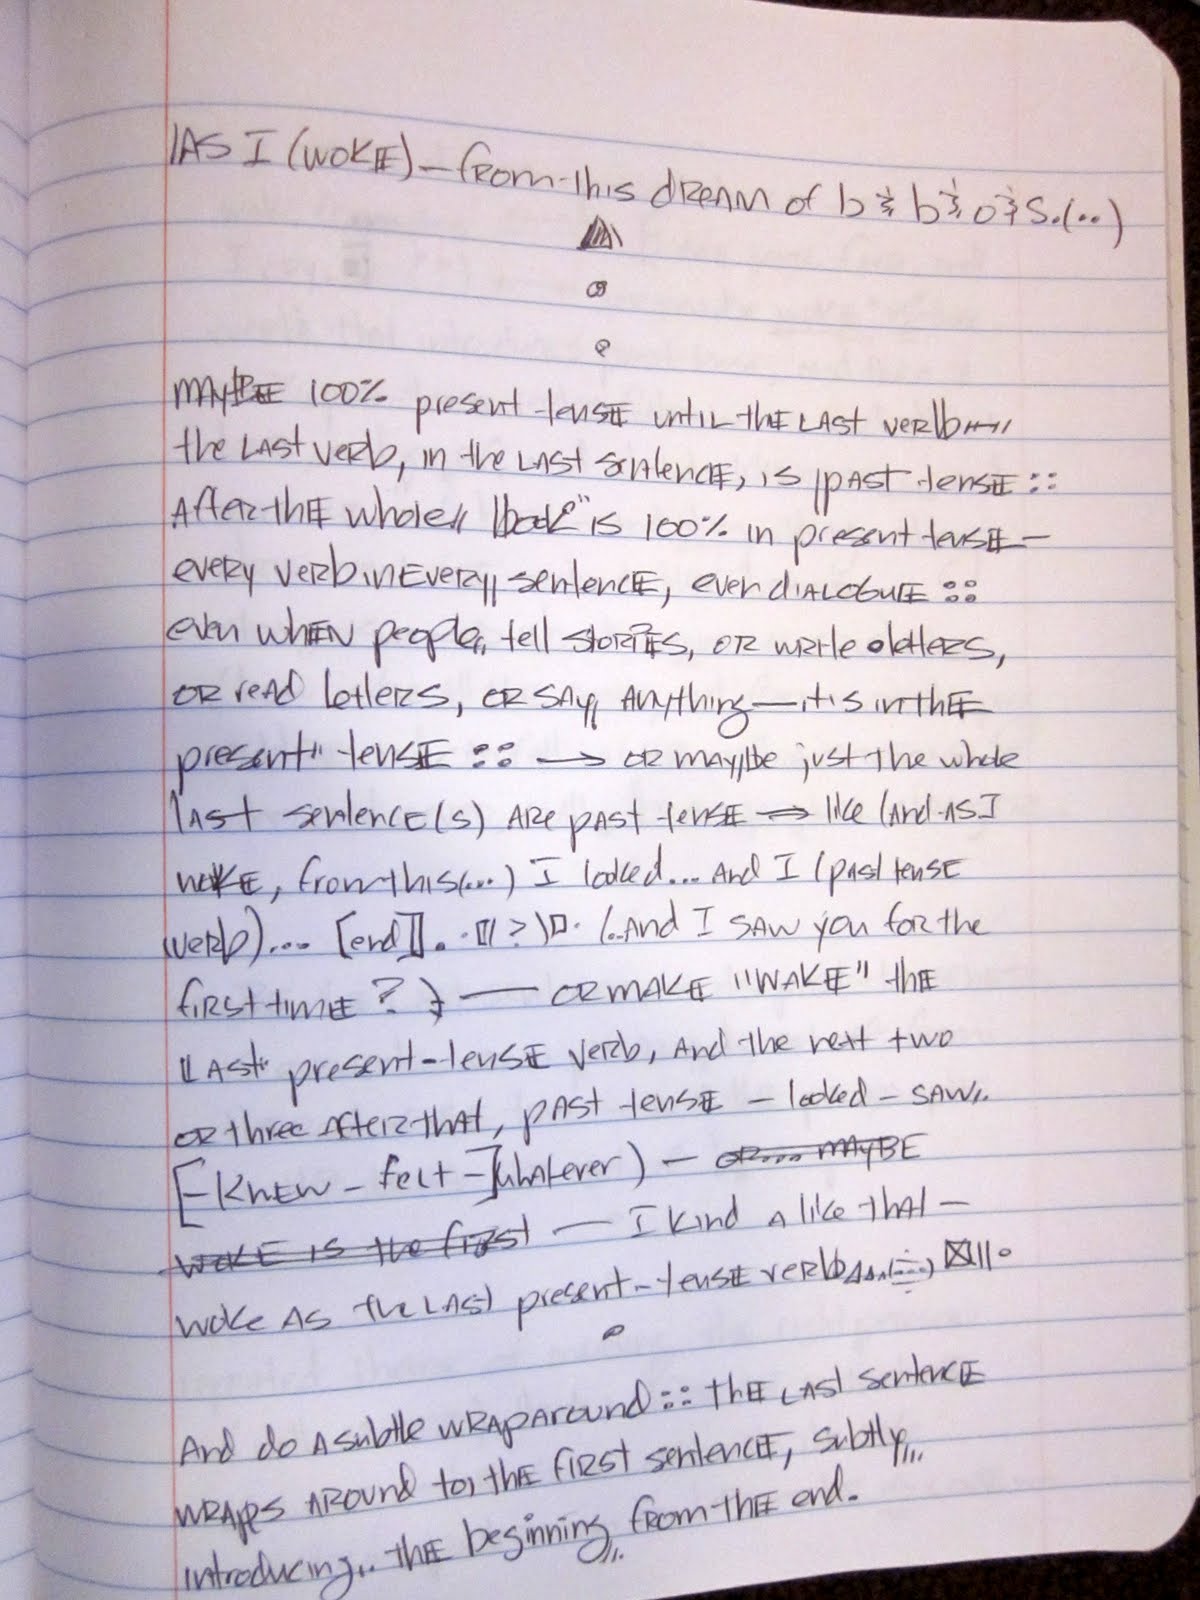 AS I (WOKE) – from this dream of b & b & o & s.(..)
MAYBE 100% present tense until the last verb
the last verb, in the last sentence, is past tense ::
After the whole "book" is 100% in present tense –
every verb in every sentence, even dialogue ::
even when people, tell stories, or write letters,
or read letters, or say, anything — it's in the
present" tense :: → or maybe just the whole
last sentence(s) are past tense ⇒ like (And as I
woke, from this (...) I looked... And I (past tense
verb)... [end]. (..And I saw you for the
first time?) — or make "WAKE" the
"Last" present-tense verb, and the next two
or three after that, past tense – looked – saw,.
[– knew – felt –] whatever) – or... maybe
woke is the first — I kind a like that –
woke as the last present-tense verb
And do a subtle wraparound :: the last sentence
wraps around to, the first sentence, subtly,,,
introducing,.. the beginning,,, from the end.